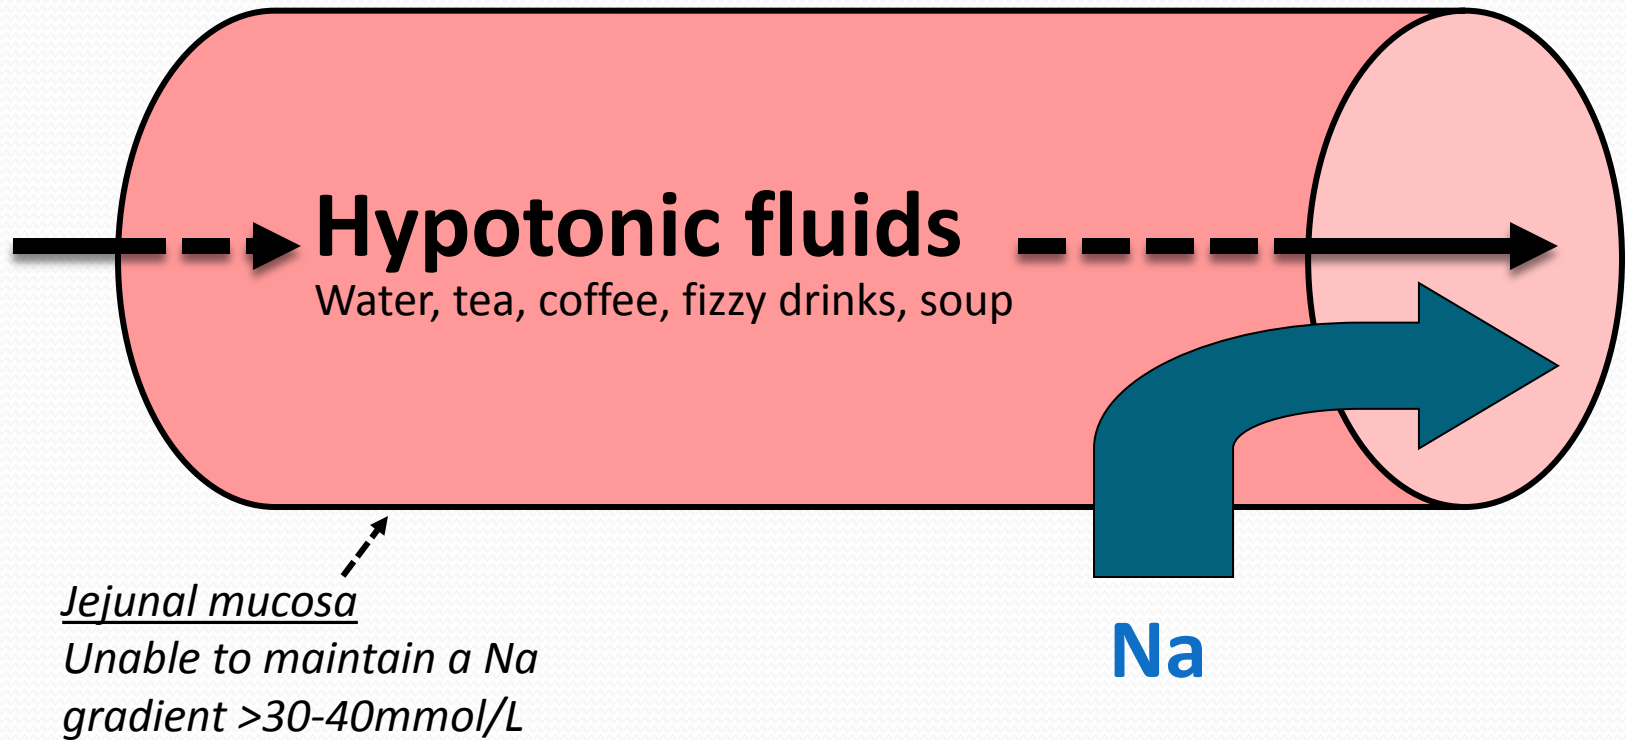 Hypotonic fluids
Water, tea, coffee, fizzy drinks, soup
Jejunal mucosa
Unable to maintain a Na
gradient >30-40mmol/L
Na